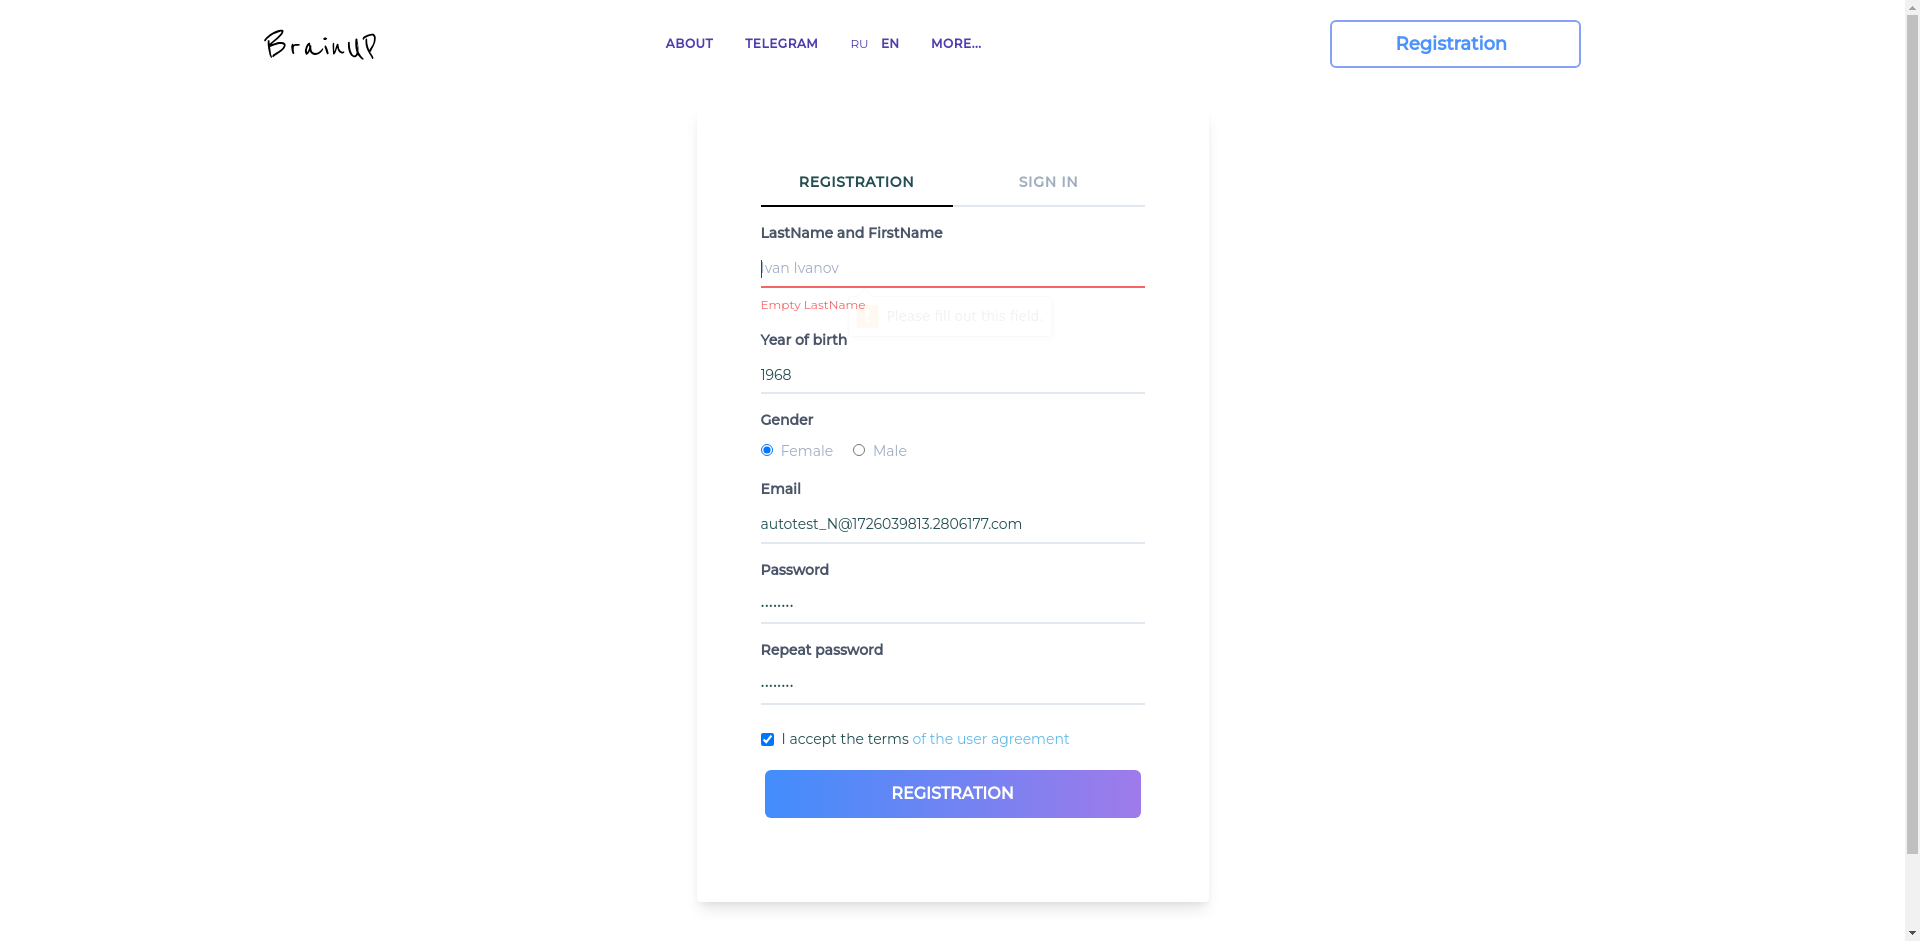 BrainUP
ABOUT TELEGRAM RU EN MORE...
Registration
REGISTRATION SIGN IN
LastName and FirstName
Ivan Ivanov
Empty LastName
Please fill out this field.
Year of birth
1968
Gender
Female Male
Email
autotest_N@1726039813.2806177.com
Password
••••••••
Repeat password
••••••••
I accept the terms of the user agreement
REGISTRATION